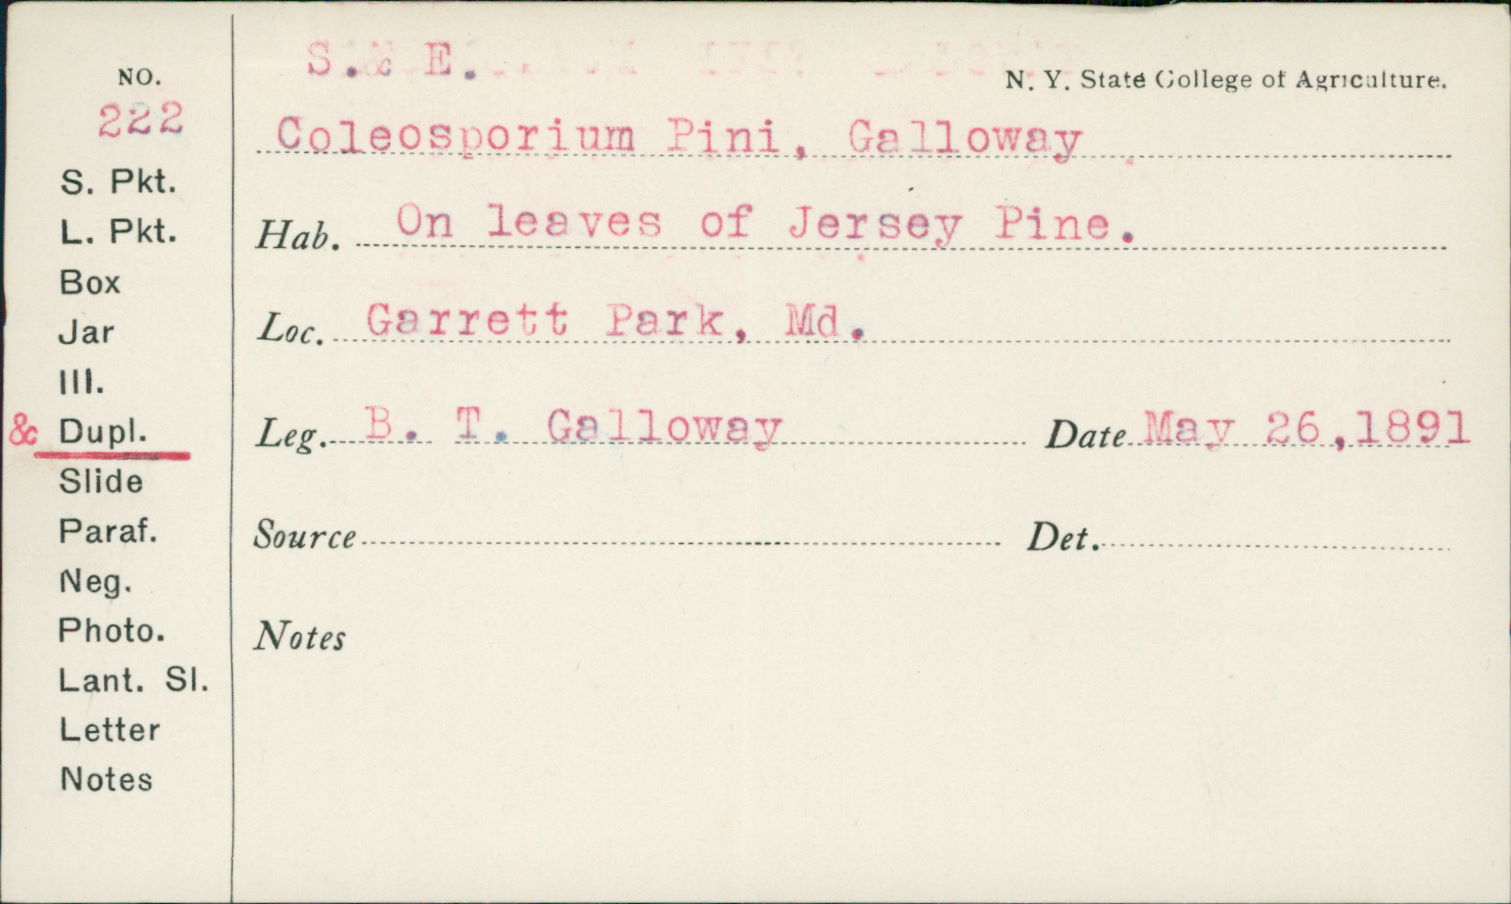 NO.
222
S. Pkt.
L. Pkt.
Box
Jar
Ill.
& Dupl.
Slide
Paraf.
Neg.
Photo.
Lant. Sl.
Letter
Notes
S.& E.
N. Y. State College of Agriculture.
Coleosporium Pini, Galloway
Hab. On leaves of Jersey Pine.
Loc. Garrett Park, Md.
Leg. B. T. Galloway Date May 26,1891
Source Det.
Notes